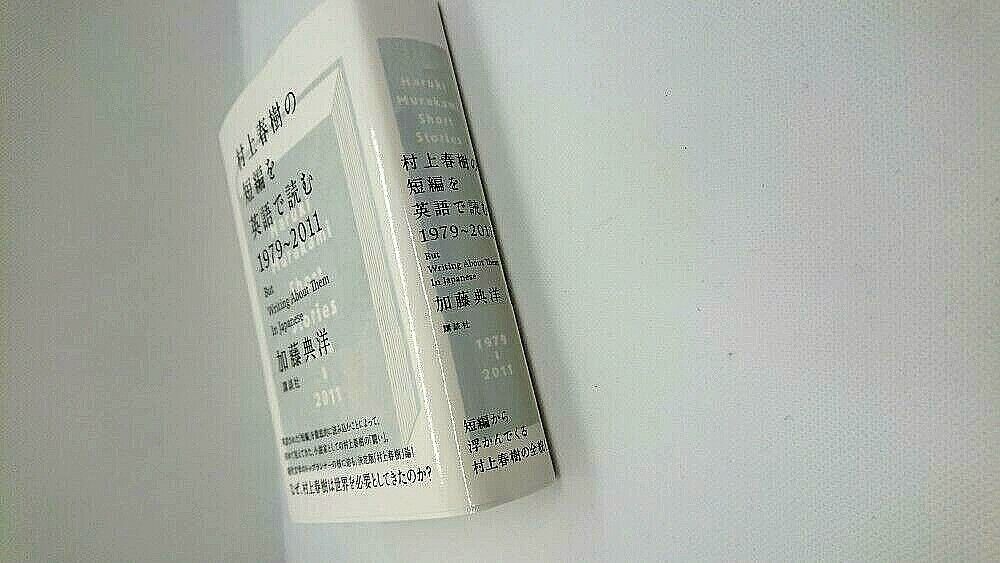 村上春樹の
短編を
英語で読む
1979~2011
Murakami
Short
Stories
But
Writing About Them
In Japanese
加藤典洋
講談社
2011
なぜ、村上春樹は世界を必要としてきたのか?
Haruki
Murakami
Short
Stories
村上春樹の
短編を
英語で読む
1979~2011
But
Writing About Them
In Japanese
加藤典洋
講談社
1979
2011
短編から
浮かんでくる
村上春樹の全貌